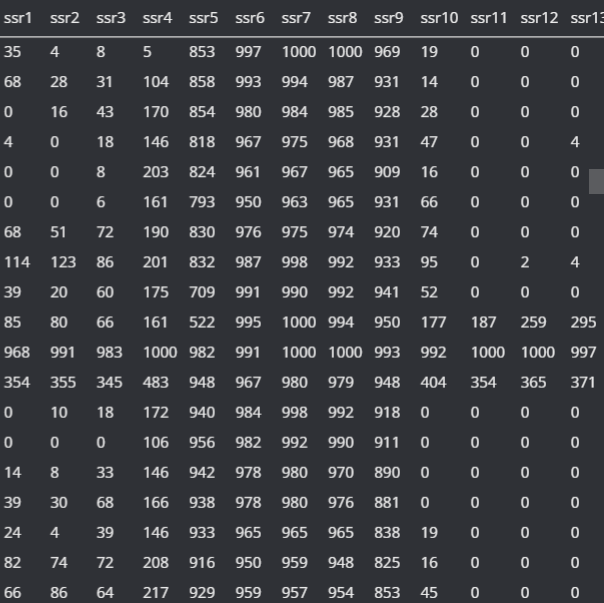 ssr1 ssr2 ssr3 ssr4 ssr5 ssr6 ssr7 ssr8 ssr9 ssr10 ssr11 ssr12 ssr13
35 4 8 5 853 997 1000 1000 969 19 0 0 0
68 28 31 104 858 993 994 987 931 14 0 0 0
0 16 43 170 854 980 984 985 928 28 0 0 0
4 0 18 146 818 967 975 968 931 47 0 0 4
0 0 8 203 824 961 967 965 909 16 0 0 0
0 0 6 161 793 950 963 965 931 66 0 0 0
68 51 72 190 830 976 975 974 920 74 0 0 0
114 123 86 201 832 987 998 992 933 95 0 2 4
39 20 60 175 709 991 990 992 941 52 0 0 0
85 80 66 161 522 995 1000 994 950 177 187 259 295
968 991 983 1000 982 991 1000 1000 993 992 1000 1000 997
354 355 345 483 948 967 980 979 948 404 354 365 371
0 10 18 172 940 984 998 992 918 0 0 0 0
0 0 0 106 956 982 992 990 911 0 0 0 0
14 8 33 146 942 978 980 970 890 0 0 0 0
39 30 68 166 938 978 980 976 881 0 0 0 0
24 4 39 146 933 965 965 965 838 19 0 0 0
82 74 72 208 916 950 959 948 825 16 0 0 0
66 86 64 217 929 959 957 954 853 45 0 0 0